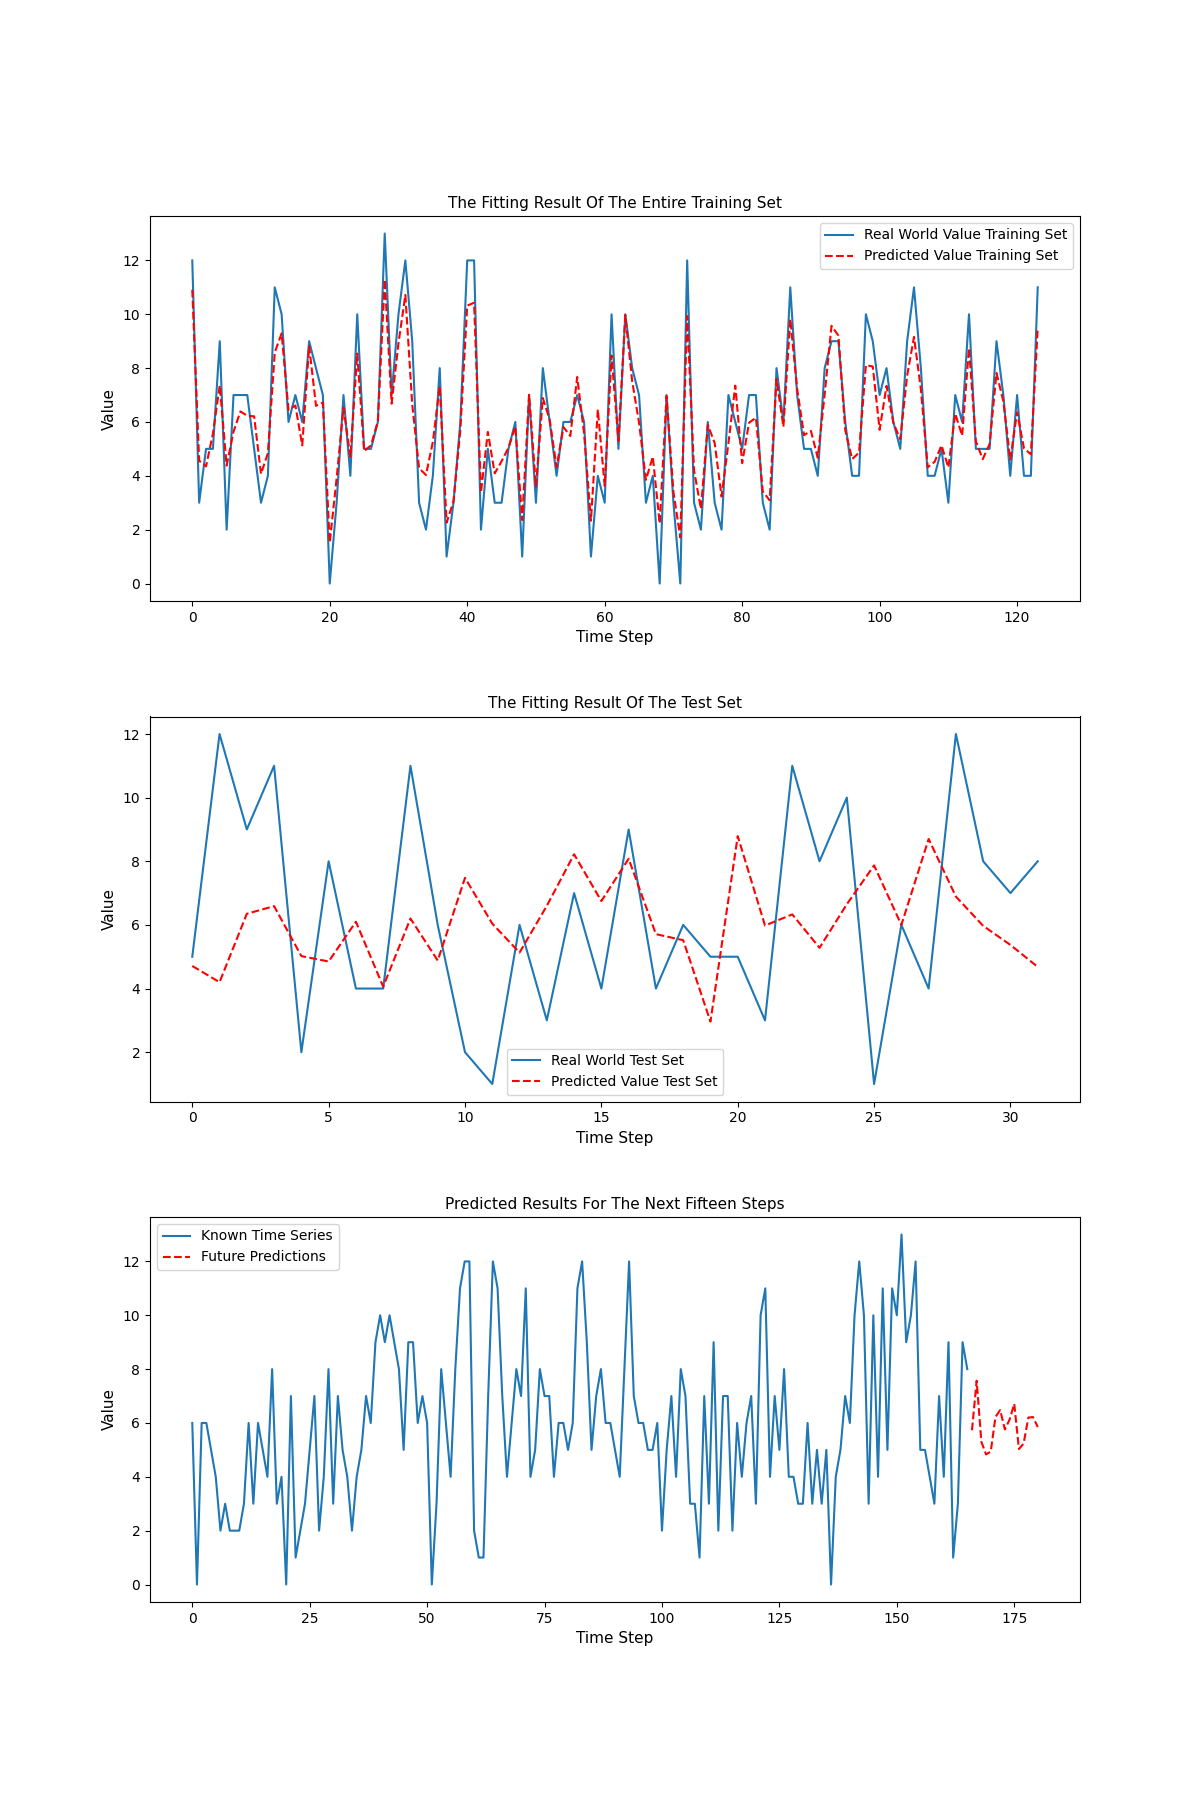 The Fitting Result Of The Entire Training Set
Real World Value Training Set
Predicted Value Training Set
Value
12
10
8
6
4
2
0
0 20 40 60 80 100 120
Time Step
The Fitting Result Of The Test Set
Value
12
10
8
6
4
2
Real World Test Set
Predicted Value Test Set
0 5 10 15 20 25 30
Time Step
Predicted Results For The Next Fifteen Steps
Known Time Series
Future Predictions
Value
12
10
8
6
4
2
0
0 25 50 75 100 125 150 175
Time Step